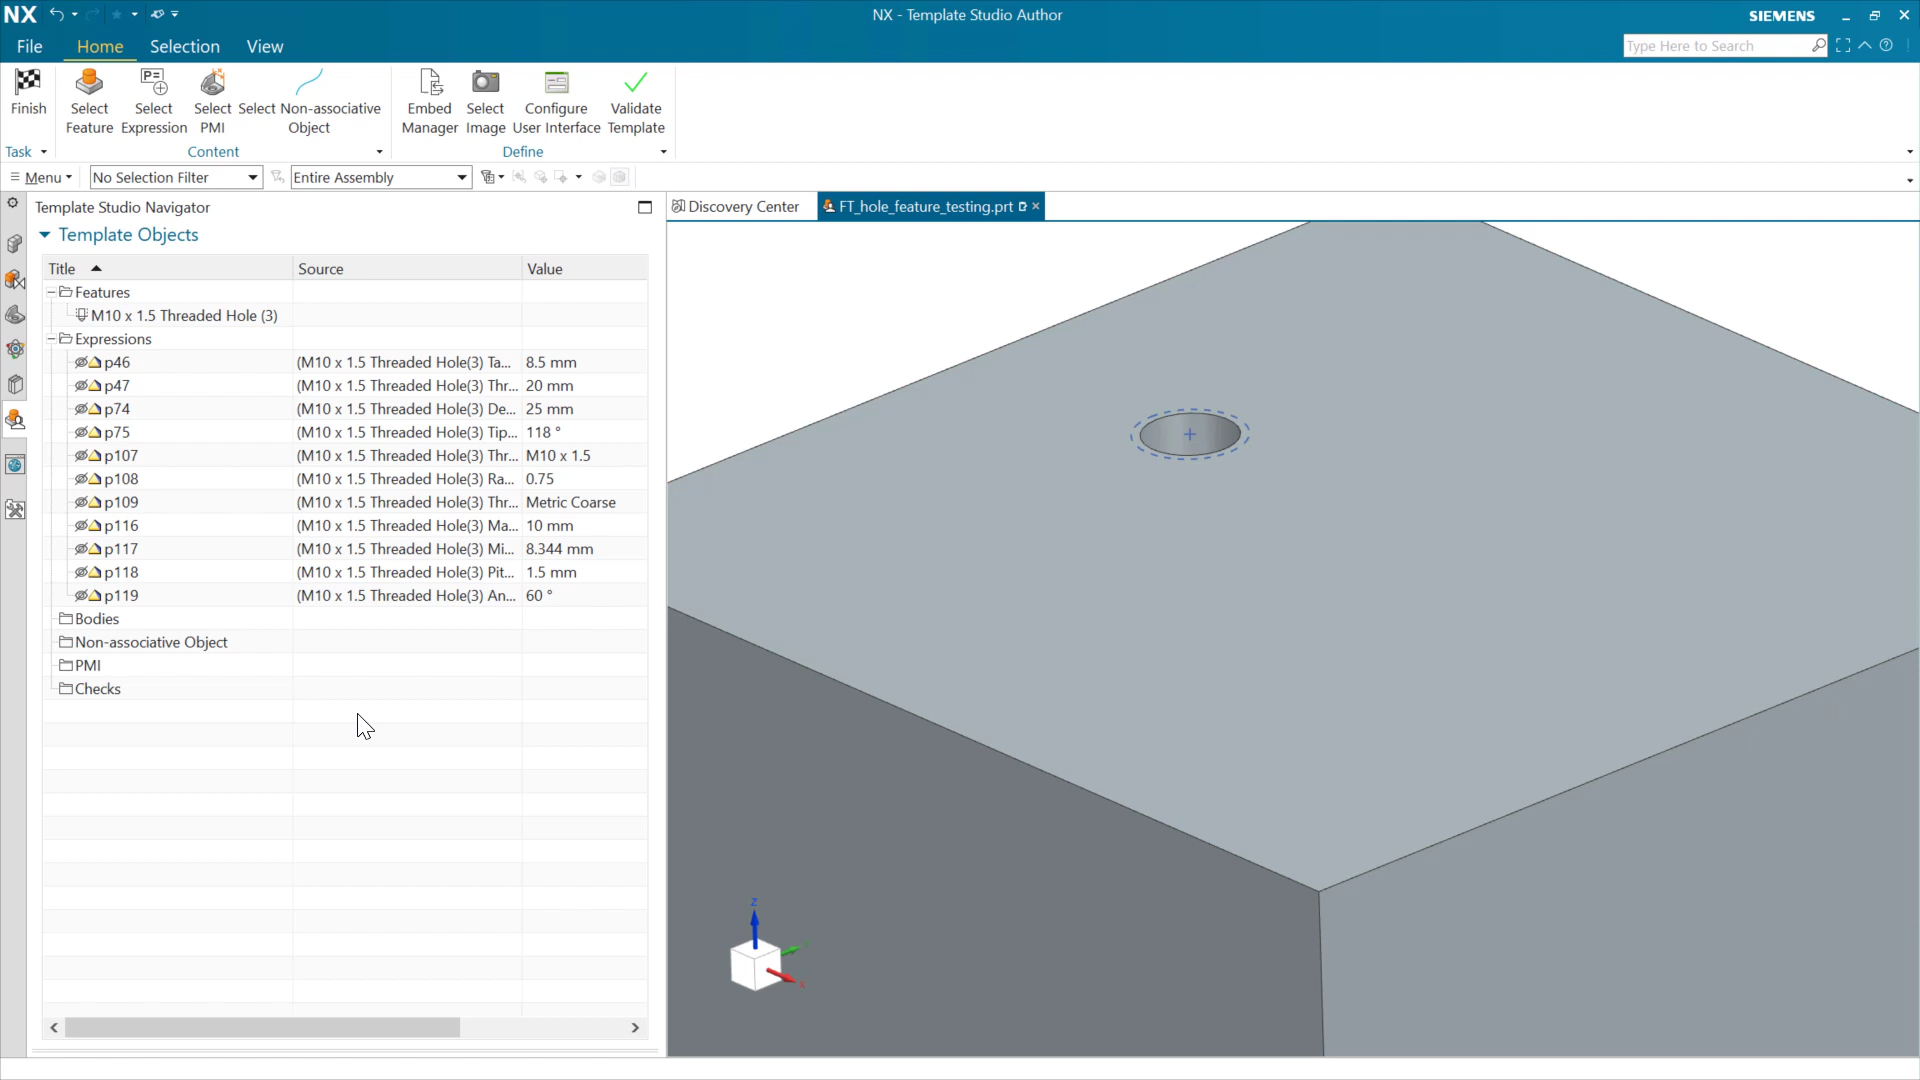 NX
NX - Template Studio Author
SIEMENS
File
Home
Selection
View
Type Here to Search
Finish
Select Feature
Select Expression
Select PMI
Select Non-associative Object
Embed Manager
Select Image
Configure User Interface
Validate Template
Task
Content
Define
Menu
No Selection Filter
Entire Assembly
Template Studio Navigator
Discovery Center
FT_hole_feature_testing.prt
Template Objects
Title
Source
Value
Features
M10 x 1.5 Threaded Hole (3)
Expressions
p46 (M10 x 1.5 Threaded Hole(3) Ta... 8.5 mm
p47 (M10 x 1.5 Threaded Hole(3) Thr... 20 mm
p74 (M10 x 1.5 Threaded Hole(3) De... 25 mm
p75 (M10 x 1.5 Threaded Hole(3) Tip... 118 °
p107 (M10 x 1.5 Threaded Hole(3) Thr... M10 x 1.5
p108 (M10 x 1.5 Threaded Hole(3) Ra... 0.75
p109 (M10 x 1.5 Threaded Hole(3) Thr... Metric Coarse
p116 (M10 x 1.5 Threaded Hole(3) Ma... 10 mm
p117 (M10 x 1.5 Threaded Hole(3) Mi... 8.344 mm
p118 (M10 x 1.5 Threaded Hole(3) Pit... 1.5 mm
p119 (M10 x 1.5 Threaded Hole(3) An... 60 °
Bodies
Non-associative Object
PMI
Checks
Z
X